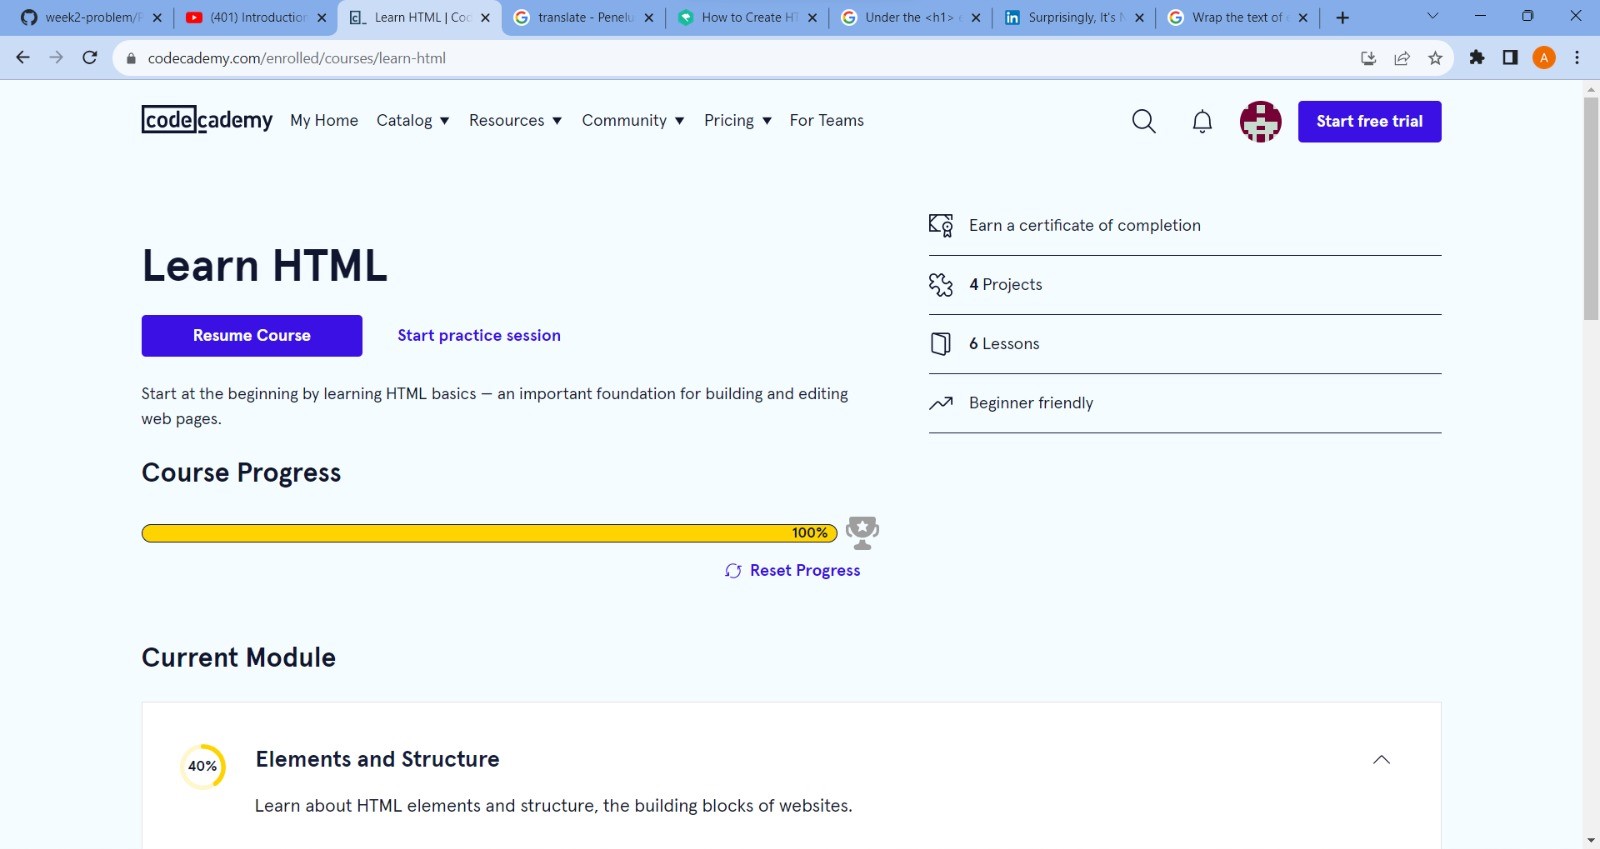 week2-problem/F
(401) Introduction
Learn HTML | Coc
translate - Penelu
How to Create HT
Under the <h1>
Surprisingly, It's N
Wrap the text of
codecademy.com/enrolled/courses/learn-html
A
codecademy My Home Catalog Resources Community Pricing For Teams
Start free trial
Earn a certificate of completion
4 Projects
6 Lessons
Beginner friendly
Learn HTML
Resume Course Start practice session
Start at the beginning by learning HTML basics — an important foundation for building and editing
web pages.
Course Progress
100%
Reset Progress
Current Module
40%
Elements and Structure
Learn about HTML elements and structure, the building blocks of websites.